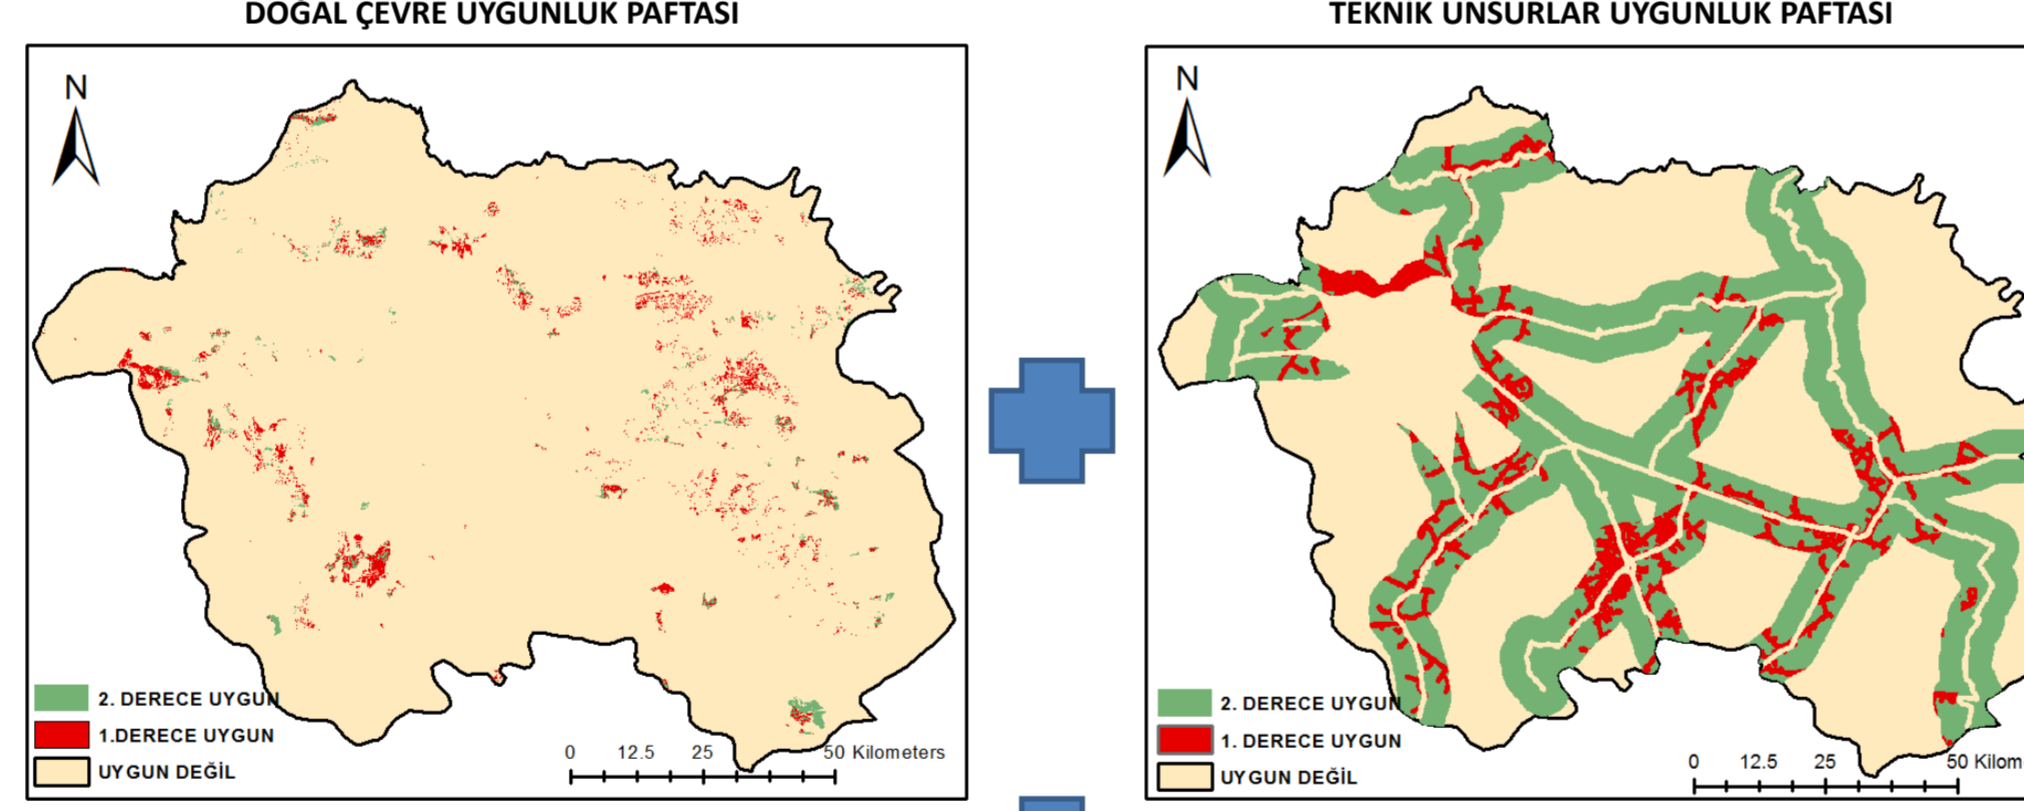 DOĞAL ÇEVRE UYGUNLUK PAFTASI
N
2. DERECE UYGUN
1.DERECE UYGUN
UYGUN DEĞİL
0 12.5 25 50 Kilometers
TEKNİK UNSURLAR UYGUNLUK PAFTASI
N
2. DERECE UYGUN
1. DERECE UYGUN
UYGUN DEĞİL
0 12.5 25 50 Kilom